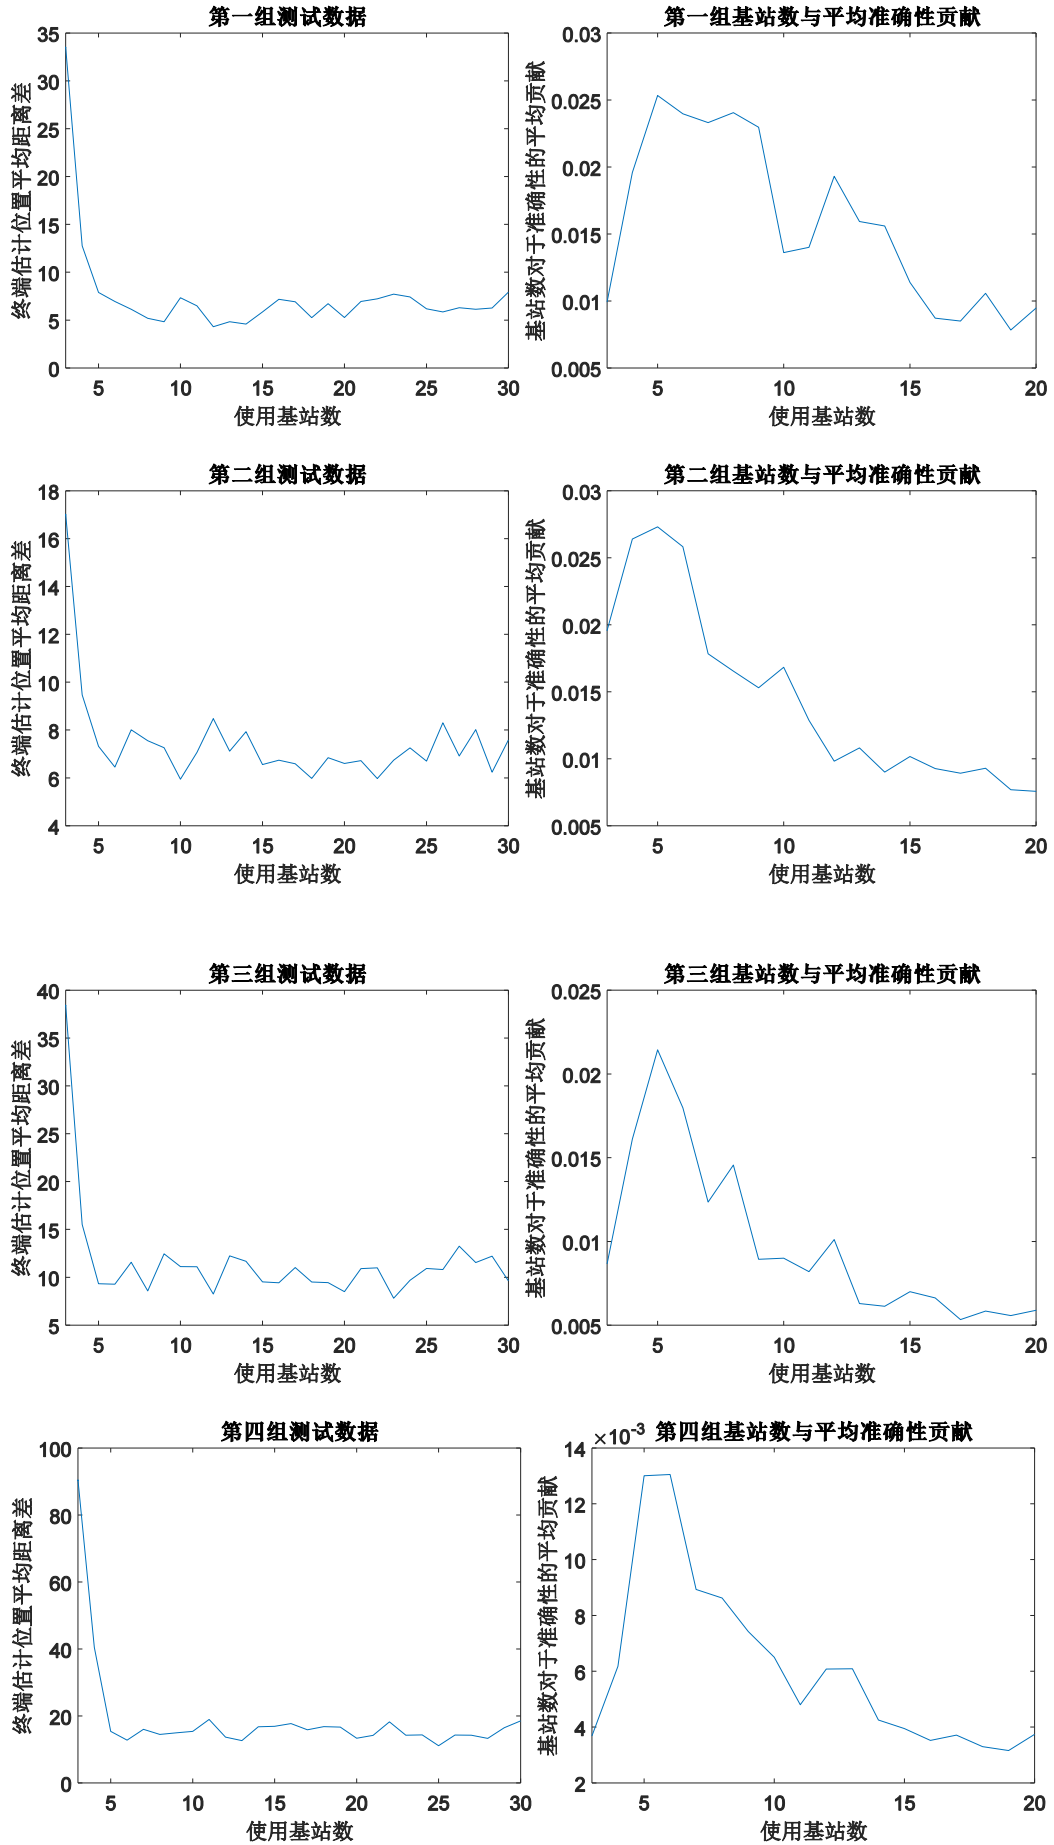 第一组测试数据
终端估计位置平均距离差
35
30
25
20
15
10
5
0
5 10 15 20 25 30
使用基站数
第一组基站数与平均准确性贡献
基站数对于准确性的平均贡献
0.03
0.025
0.02
0.015
0.01
0.005
5 10 15 20
使用基站数
第二组测试数据
终端估计位置平均距离差
18
16
14
12
10
8
6
4
5 10 15 20 25 30
使用基站数
第二组基站数与平均准确性贡献
基站数对于准确性的平均贡献
0.03
0.025
0.02
0.015
0.01
0.005
5 10 15 20
使用基站数
第三组测试数据
终端估计位置平均距离差
40
35
30
25
20
15
10
5
5 10 15 20 25 30
使用基站数
第三组基站数与平均准确性贡献
基站数对于准确性的平均贡献
0.025
0.02
0.015
0.01
0.005
5 10 15 20
使用基站数
第四组测试数据
终端估计位置平均距离差
100
80
60
40
20
0
5 10 15 20 25 30
使用基站数
×10⁻³ 第四组基站数与平均准确性贡献
基站数对于准确性的平均贡献
14
12
10
8
6
4
2
5 10 15 20
使用基站数